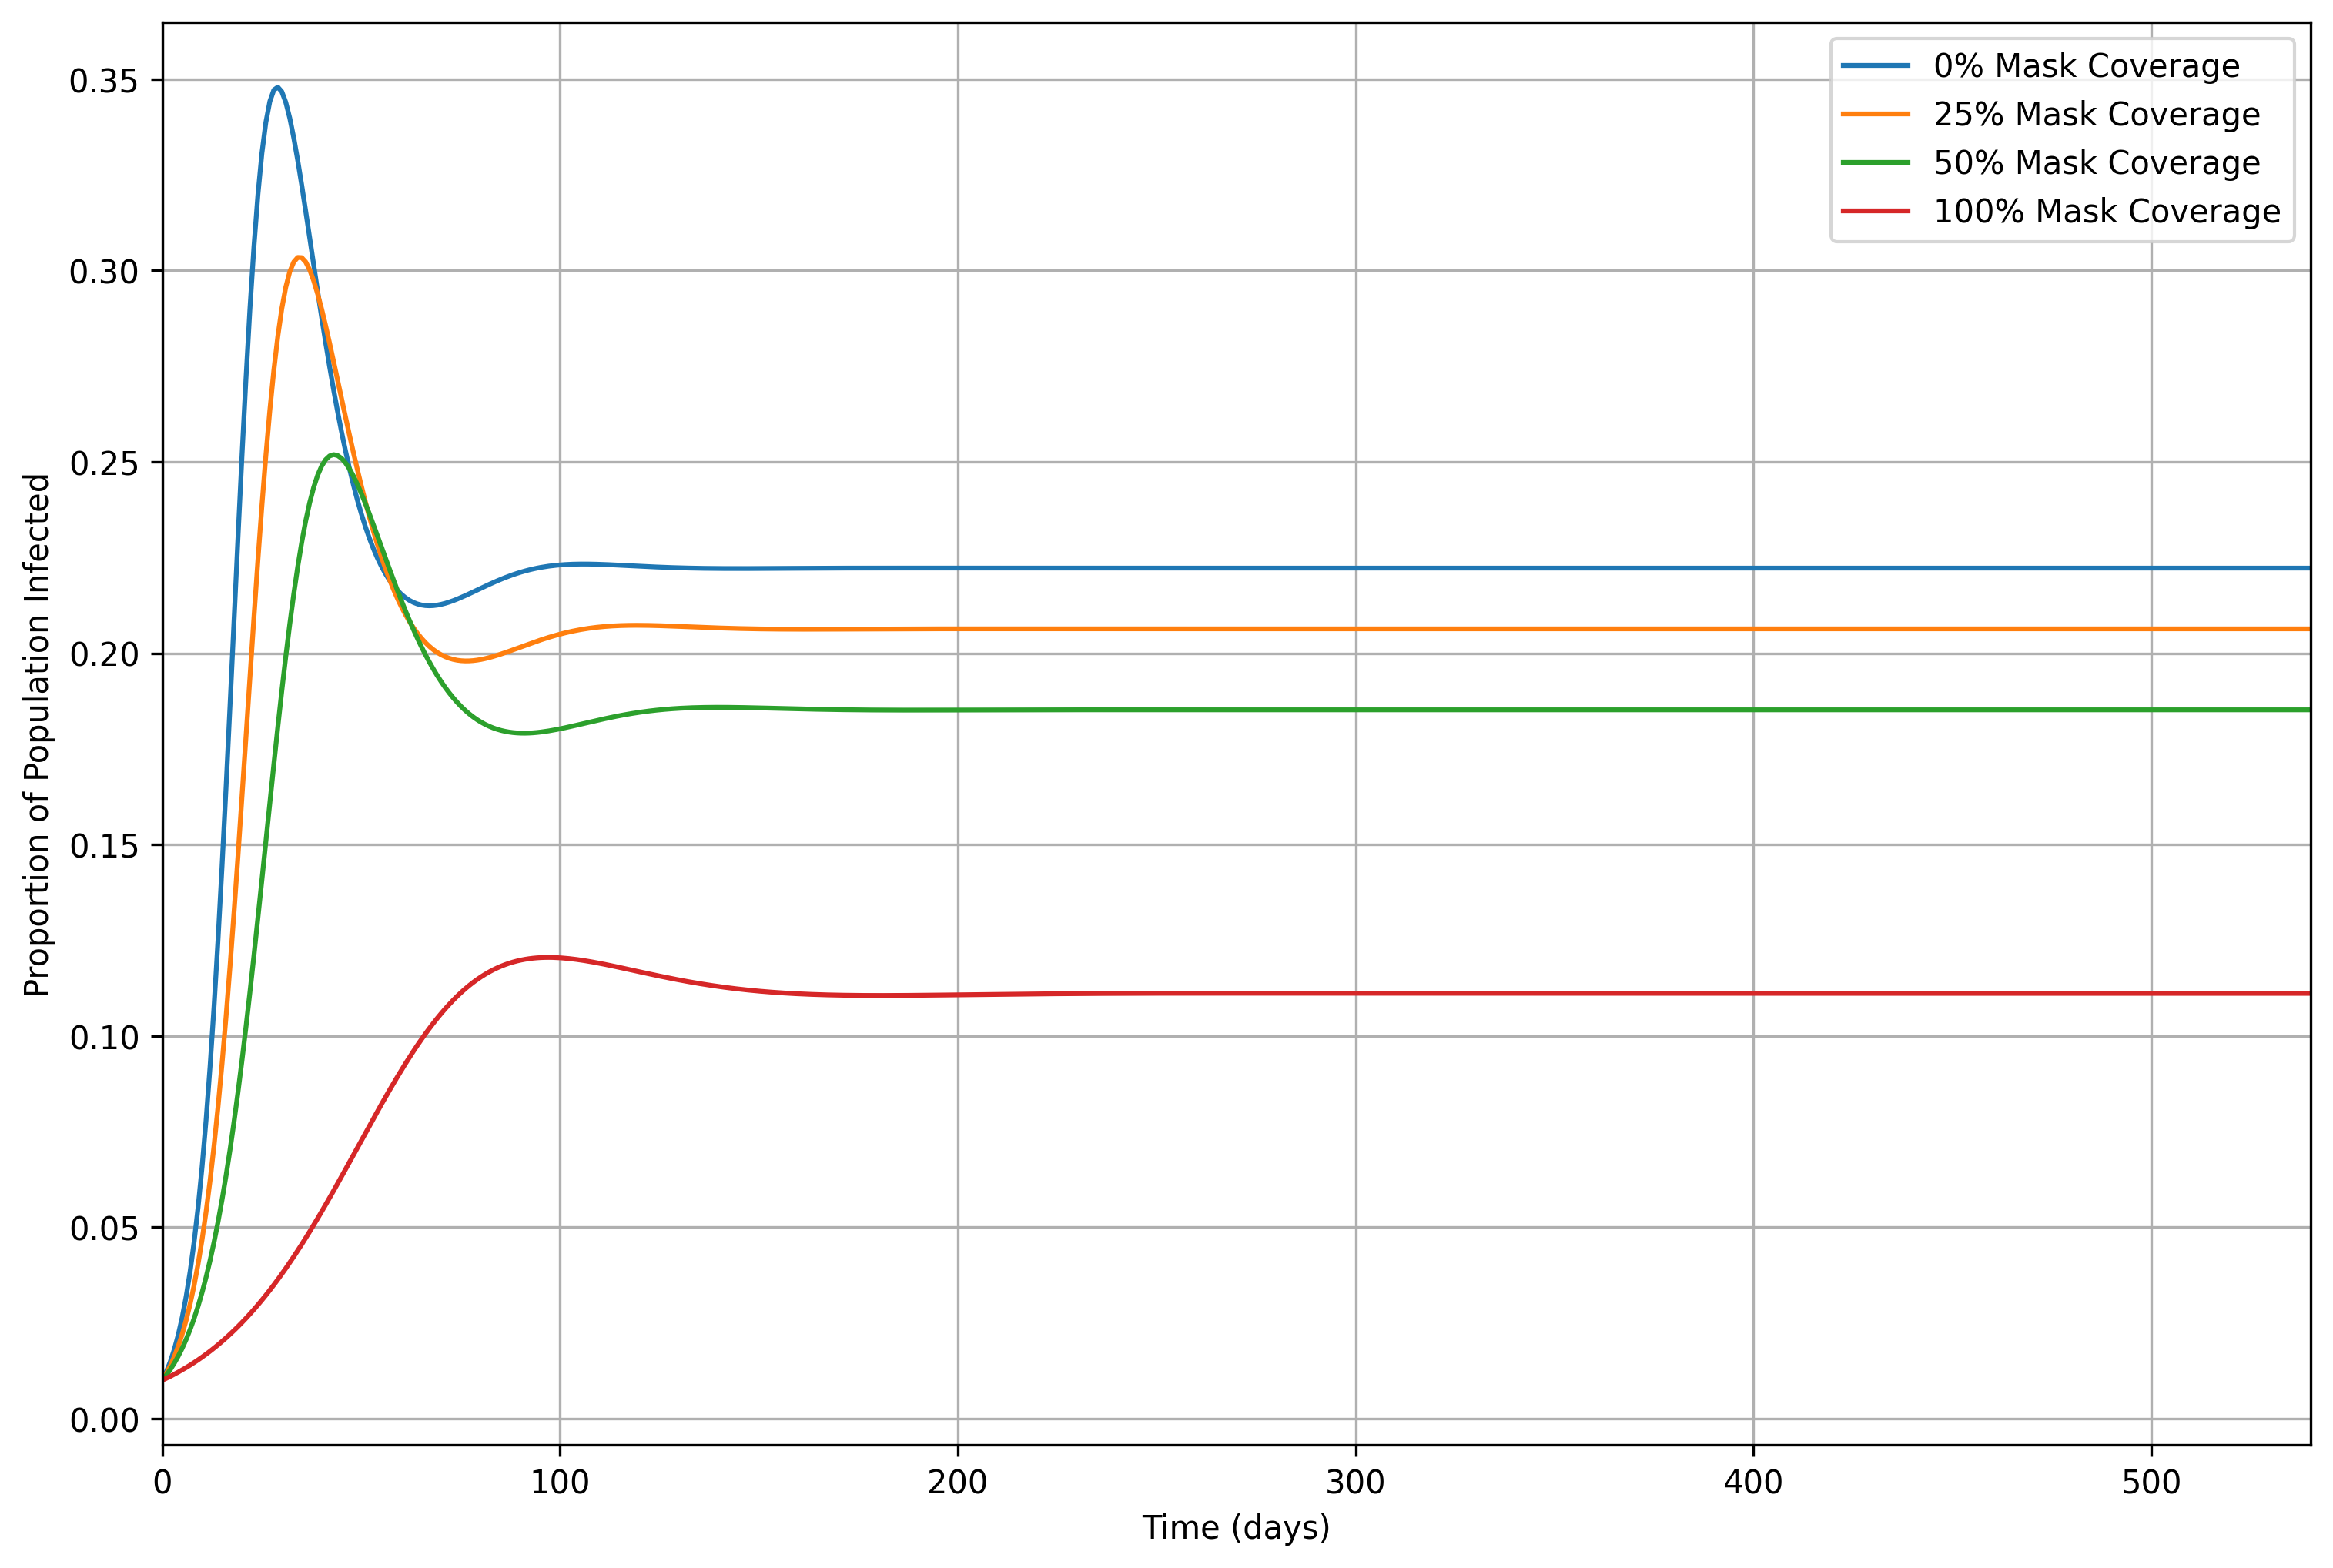 0.35
0.30
0.25
0.20
0.15
0.10
0.05
0.00
Proportion of Population Infected
0% Mask Coverage
25% Mask Coverage
50% Mask Coverage
100% Mask Coverage
0 100 200 300 400 500
Time (days)